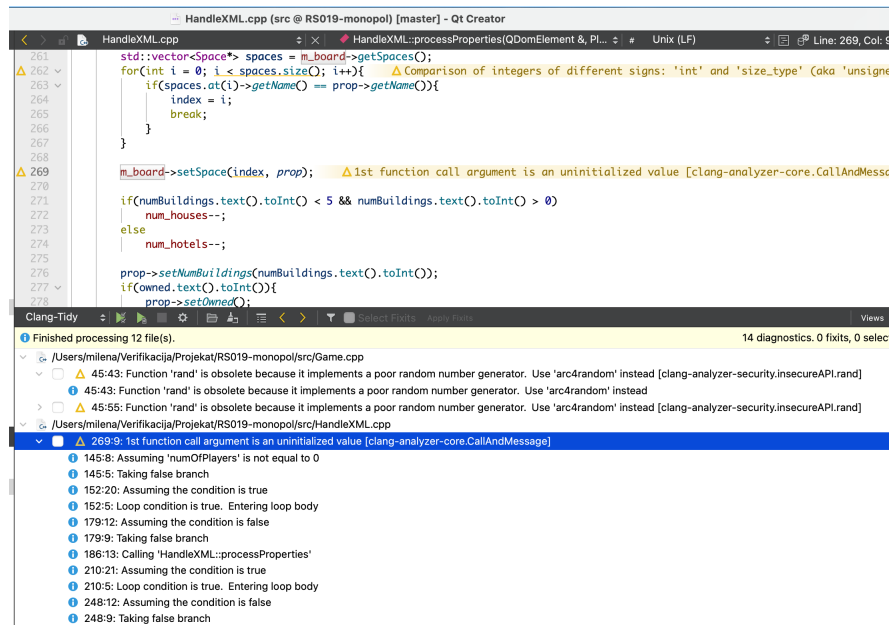 HandleXML.cpp (src @ RS019-monopol) [master] - Qt Creator
HandleXML.cpp HandleXML::processProperties(QDomElement &, Pl... # Unix (LF) Line: 269, Col: 9
261 std::vector<Space*> spaces = m_board->getSpaces();
262 for(int i = 0; i < spaces.size(); i++){ Comparison of integers of different signs: 'int' and 'size_type' (aka 'unsigne
263 if(spaces.at(i)->getName() == prop->getName()){
264 index = i;
265 break;
266 }
267 }
268
269 m_board->setSpace(index, prop); 1st function call argument is an uninitialized value [clang-analyzer-core.CallAndMessa
270
271 if(numBuildings.text().toInt() < 5 && numBuildings.text().toInt() > 0)
272 num_houses--;
273 else
274 num_hotels--;
275
276 prop->setNumBuildings(numBuildings.text().toInt());
277 if(owned.text().toInt()){
278 prop->setOwned();
Clang-Tidy Select Fixits Apply Fixits Views
Finished processing 12 file(s). 14 diagnostics. 0 fixits, 0 selec
/Users/milena/Verifikacija/Projekat/RS019-monopol/src/Game.cpp
45:43: Function 'rand' is obsolete because it implements a poor random number generator. Use 'arc4random' instead [clang-analyzer-security.insecureAPI.rand]
45:43: Function 'rand' is obsolete because it implements a poor random number generator. Use 'arc4random' instead
45:55: Function 'rand' is obsolete because it implements a poor random number generator. Use 'arc4random' instead [clang-analyzer-security.insecureAPI.rand]
/Users/milena/Verifikacija/Projekat/RS019-monopol/src/HandleXML.cpp
269:9: 1st function call argument is an uninitialized value [clang-analyzer-core.CallAndMessage]
145:8: Assuming 'numOfPlayers' is not equal to 0
145:5: Taking false branch
152:20: Assuming the condition is true
152:5: Loop condition is true. Entering loop body
179:12: Assuming the condition is false
179:9: Taking false branch
186:13: Calling 'HandleXML::processProperties'
210:21: Assuming the condition is true
210:5: Loop condition is true. Entering loop body
248:12: Assuming the condition is false
248:9: Taking false branch